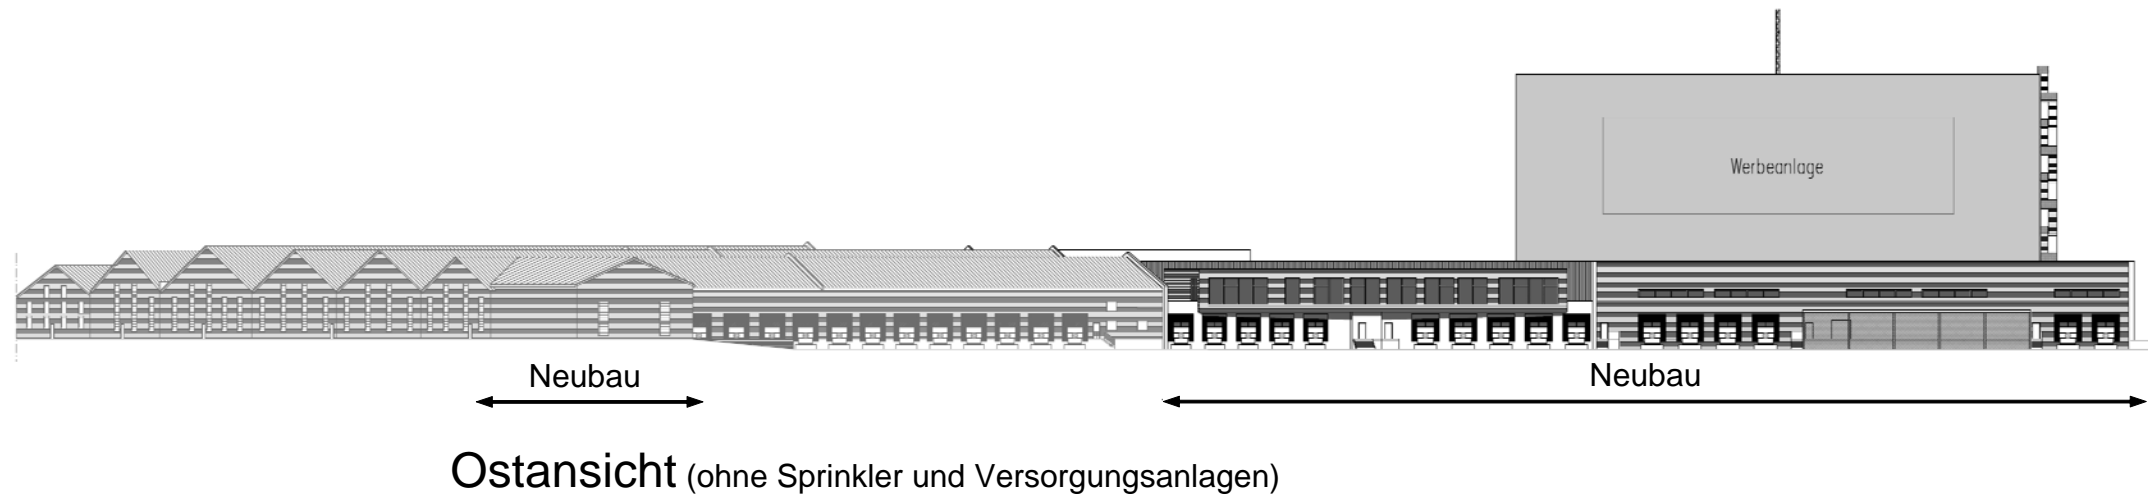 Werbeanlage
Neubau
Neubau
Ostansicht (ohne Sprinkler und Versorgungsanlagen)